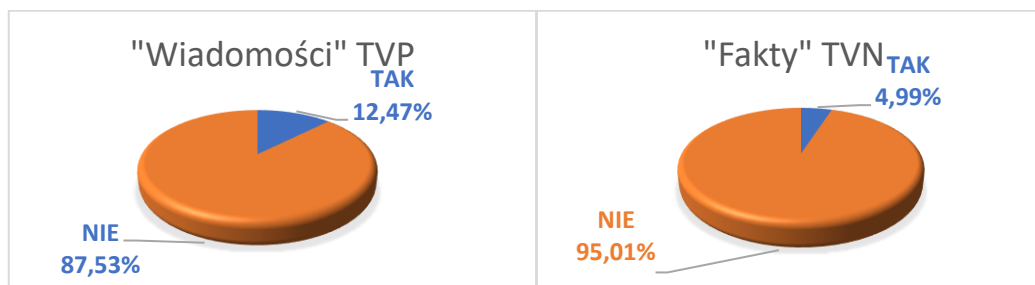 "Wiadomości" TVP
TAK
12,47%
NIE
87,53%
"Fakty" TVN
TAK
4,99%
NIE
95,01%